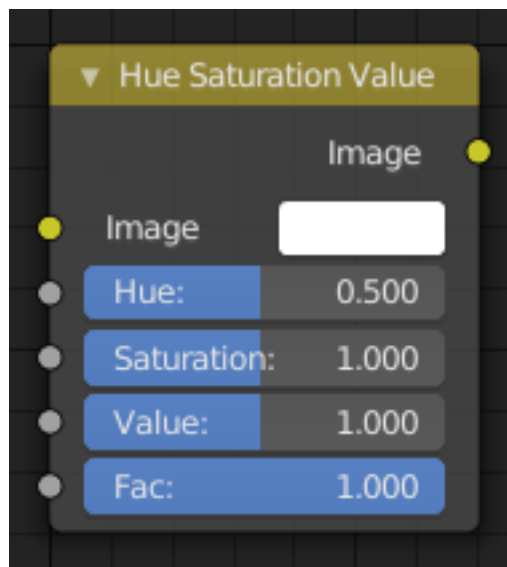 Hue Saturation Value
Image
Image
Hue: 0.500
Saturation: 1.000
Value: 1.000
Fac: 1.000